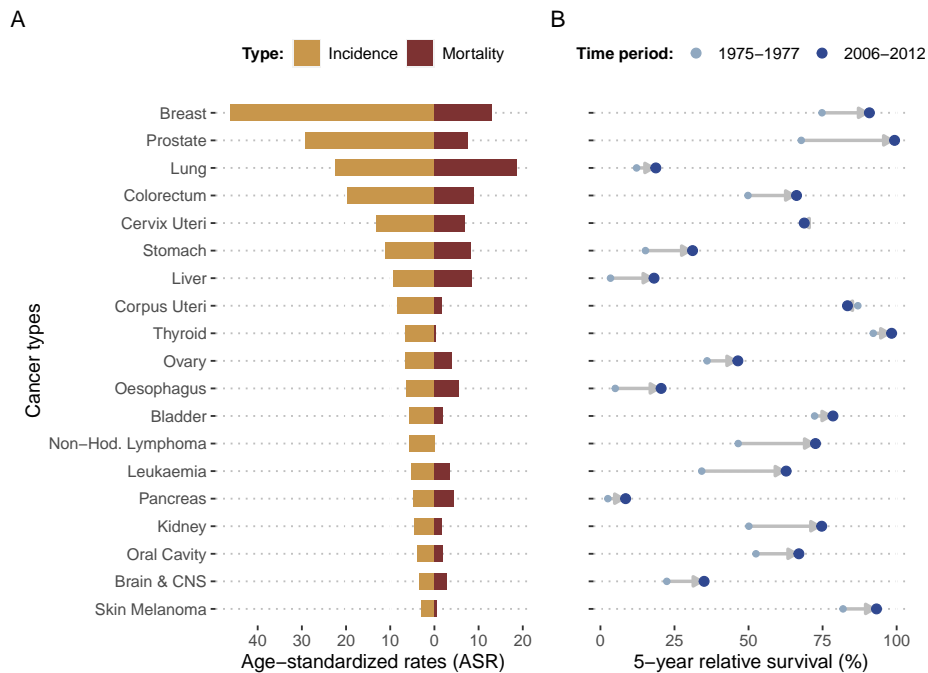 A
B
Type: Incidence Mortality
Time period: 1975−1977 2006−2012
Cancer types
Breast
Prostate
Lung
Colorectum
Cervix Uteri
Stomach
Liver
Corpus Uteri
Thyroid
Ovary
Oesophagus
Bladder
Non−Hod. Lymphoma
Leukaemia
Pancreas
Kidney
Oral Cavity
Brain & CNS
Skin Melanoma
40 30 20 10 0 10 20
Age−standardized rates (ASR)
0 25 50 75 100
5−year relative survival (%)